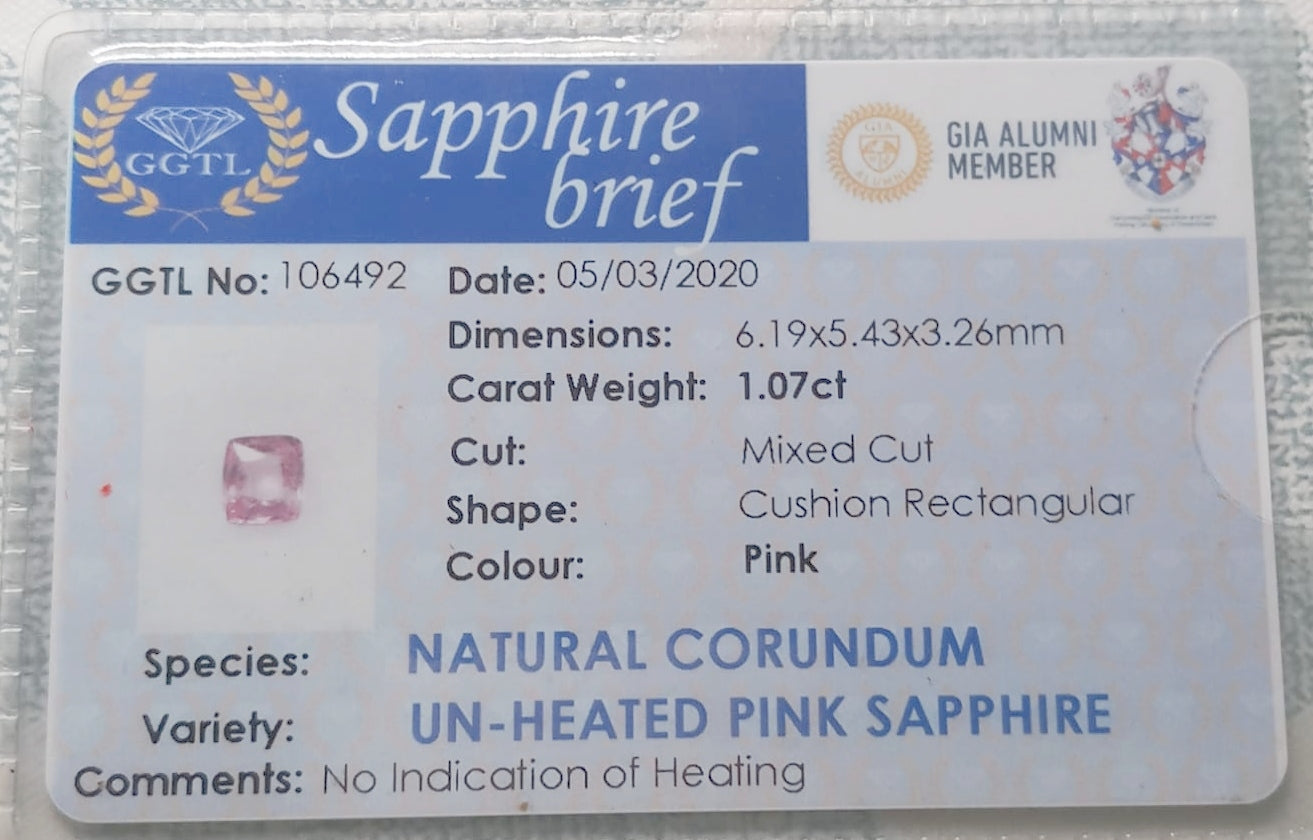 GGTL
Sapphire
brief
GIA
ALUMNI
GIA ALUMNI
MEMBER
GGTL No: 106492 Date: 05/03/2020
Dimensions: 6.19x5.43x3.26mm
Carat Weight: 1.07ct
Cut: Mixed Cut
Shape: Cushion Rectangular
Colour: Pink
Species: NATURAL CORUNDUM
Variety: UN-HEATED PINK SAPPHIRE
Comments: No Indication of Heating